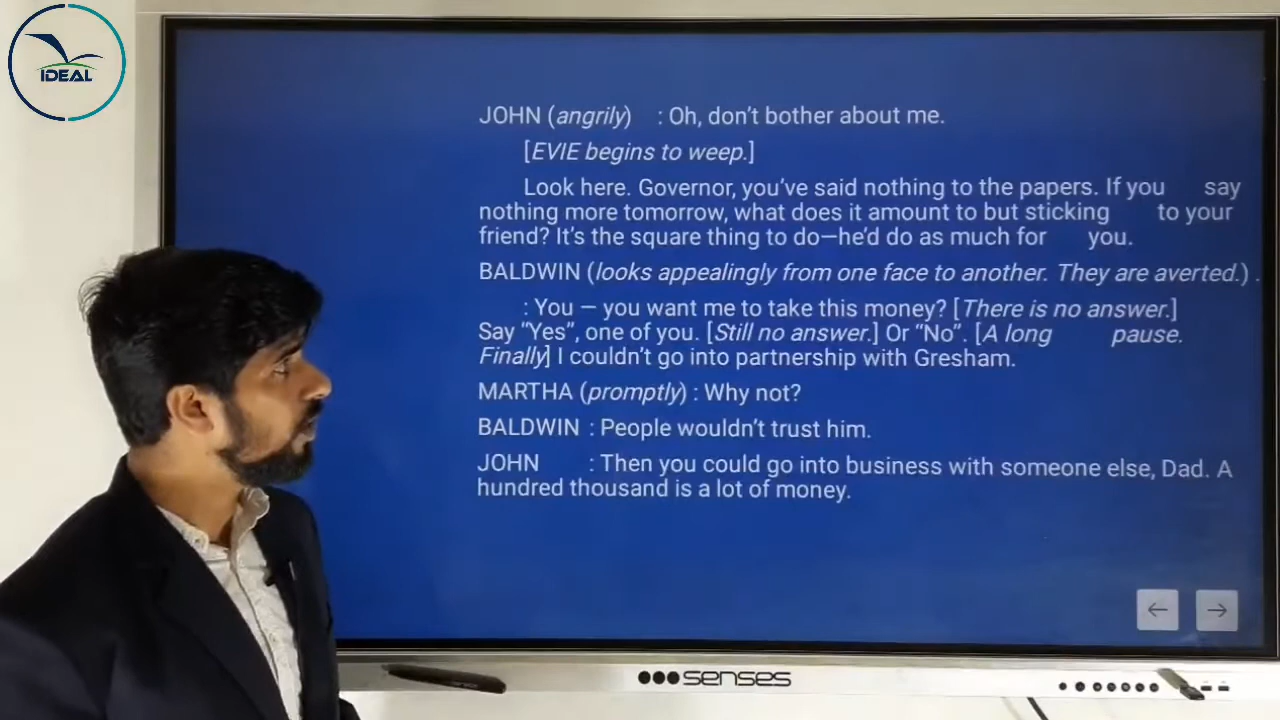 IDEAL
JOHN (angrily) : Oh, don't bother about me.
[EVIE begins to weep.]
Look here. Governor, you've said nothing to the papers. If you say
nothing more tomorrow, what does it amount to but sticking to your
friend? It's the square thing to do—he'd do as much for you.
BALDWIN (looks appealingly from one face to another. They are averted.) .
: You — you want me to take this money? [There is no answer.]
Say “Yes”, one of you. [Still no answer.] Or “No”. [A long pause.
Finally] I couldn't go into partnership with Gresham.
MARTHA (promptly) : Why not?
BALDWIN : People wouldn't trust him.
JOHN : Then you could go into business with someone else, Dad. A
hundred thousand is a lot of money.
senses